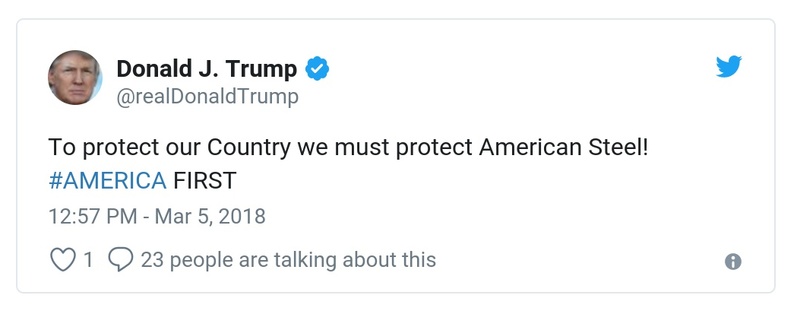 Donald J. Trump
@realDonaldTrump
To protect our Country we must protect American Steel!
#AMERICA FIRST
12:57 PM - Mar 5, 2018
1 23 people are talking about this